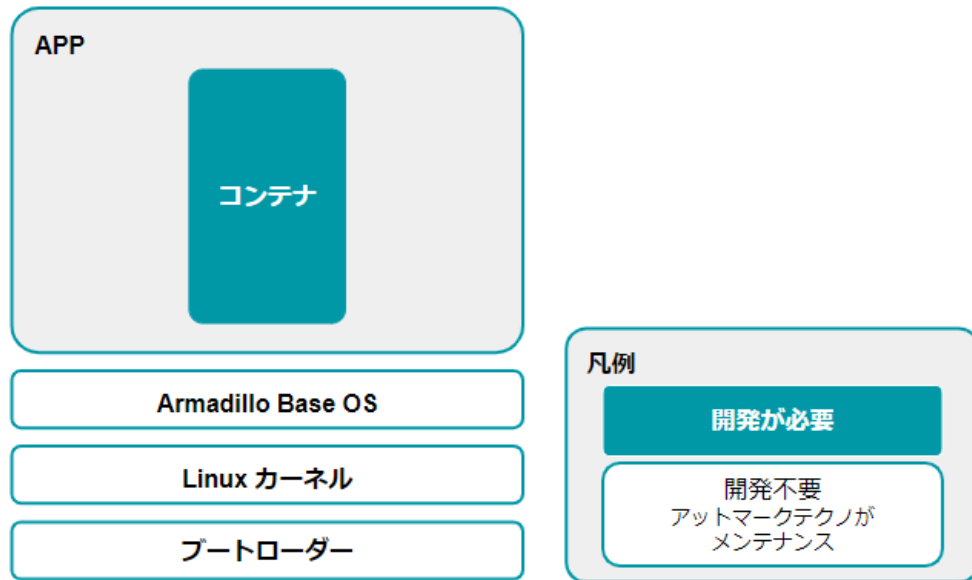 APP
コンテナ
Armadillo Base OS
Linux カーネル
ブートローダー
凡例
開発が必要
開発不要
アットマークテクノが
メンテナンス